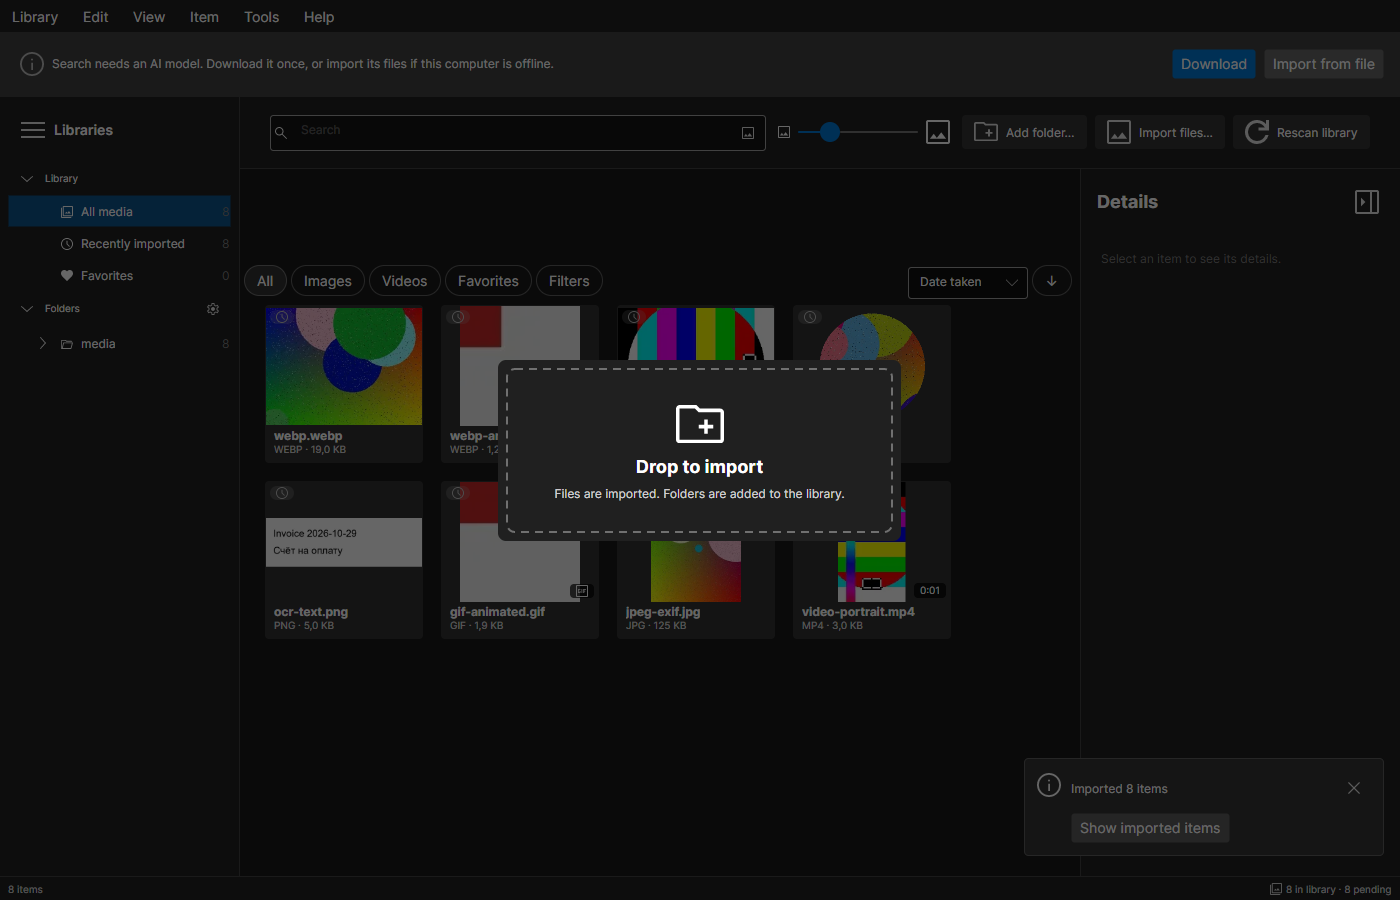 Library Edit View Item Tools Help
Search needs an AI model. Download it once, or import its files if this computer is offline.
Download
Import from file
Libraries
Search
Add folder...
Import files...
Rescan library
Library
All media 8
Recently imported 8
Favorites 0
Folders
media 8
Details
Select an item to see its details.
All Images Videos Favorites Filters
Date taken
webp.webp
WEBP · 19,0 KB
WEBP · 1,2
Drop to import
Files are imported. Folders are added to the library.
Invoice 2026-10-29
Счёт на оплату
ocr-text.png
PNG · 5,0 KB
GIF
gif-animated.gif
GIF · 1,9 KB
jpeg-exif.jpg
JPG · 125 KB
0:01
video-portrait.mp4
MP4 · 3,0 KB
Imported 8 items
Show imported items
8 items
8 in library · 8 pending